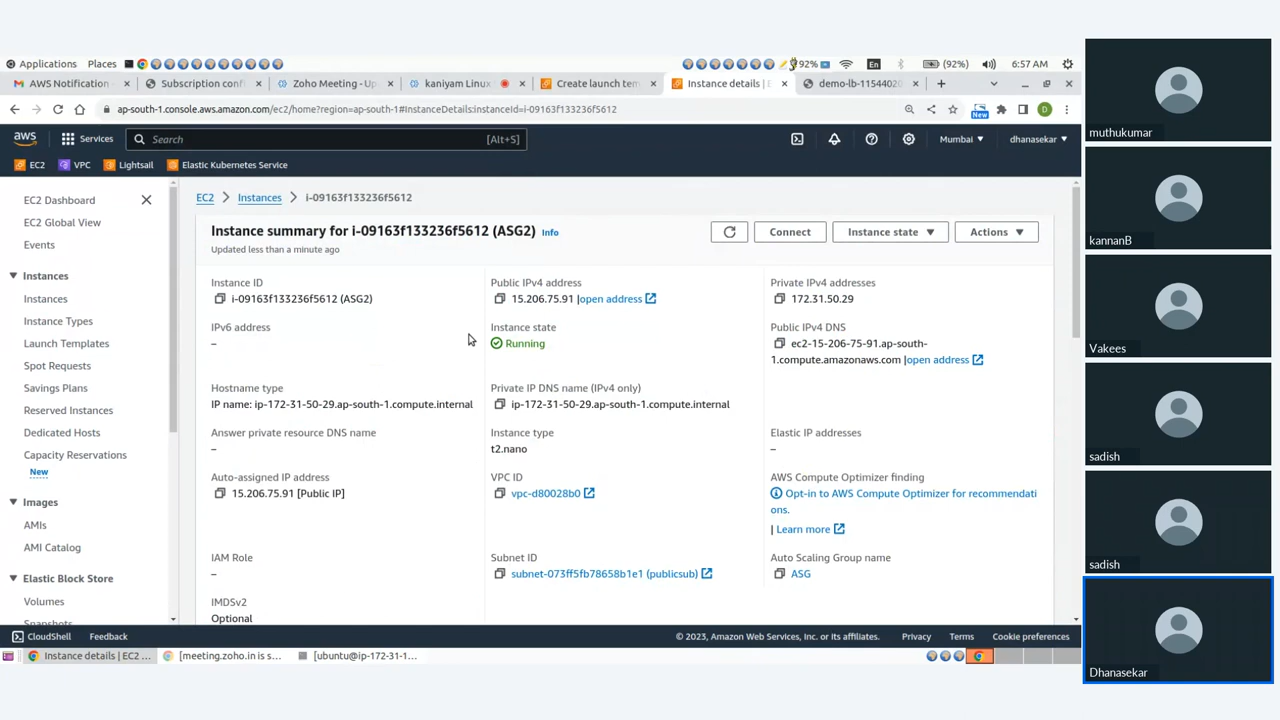 Applications Places 92% En (92%) 6:57 AM
AWS Notification - Subscription conf Zoho Meeting - Up kaniyam Linux Create launch tem Instance details | E demo-lb-11544020
ap-south-1.console.aws.amazon.com/ec2/home?region=ap-south-1#InstanceDetails:instanceId=i-09163f133236f5612 New D
aws Services Search [Alt+S] Mumbai dhanasekar
EC2 VPC Lightsail Elastic Kubernetes Service
EC2 Dashboard
EC2 Global View
Events
Instances
Instances
Instance Types
Launch Templates
Spot Requests
Savings Plans
Reserved Instances
Dedicated Hosts
Capacity Reservations
New
Images
AMIs
AMI Catalog
Elastic Block Store
Volumes
Snapshots
EC2 Instances i-09163f133236f5612
Instance summary for i-09163f133236f5612 (ASG2) Info
Updated less than a minute ago
Connect Instance state Actions
Instance ID
i-09163f133236f5612 (ASG2)
Public IPv4 address
15.206.75.91 |open address
Private IPv4 addresses
172.31.50.29
IPv6 address
–
Instance state
Running
Public IPv4 DNS
ec2-15-206-75-91.ap-south-
1.compute.amazonaws.com |open address
Hostname type
IP name: ip-172-31-50-29.ap-south-1.compute.internal
Private IP DNS name (IPv4 only)
ip-172-31-50-29.ap-south-1.compute.internal
Answer private resource DNS name
–
Instance type
t2.nano
Elastic IP addresses
–
Auto-assigned IP address
15.206.75.91 [Public IP]
VPC ID
vpc-d80028b0
AWS Compute Optimizer finding
Opt-in to AWS Compute Optimizer for recommendati
ons.
| Learn more
IAM Role
–
Subnet ID
subnet-073ff5fb78658b1e1 (publicsub)
Auto Scaling Group name
ASG
IMDSv2
Optional
CloudShell Feedback © 2023, Amazon Web Services, Inc. or its affiliates. Privacy Terms Cookie preferences
Instance details | EC2 ... [meeting.zoho.in is s... [ubuntu@ip-172-31-1...
muthukumar
kannanB
Vakees
sadish
sadish
Dhanasekar